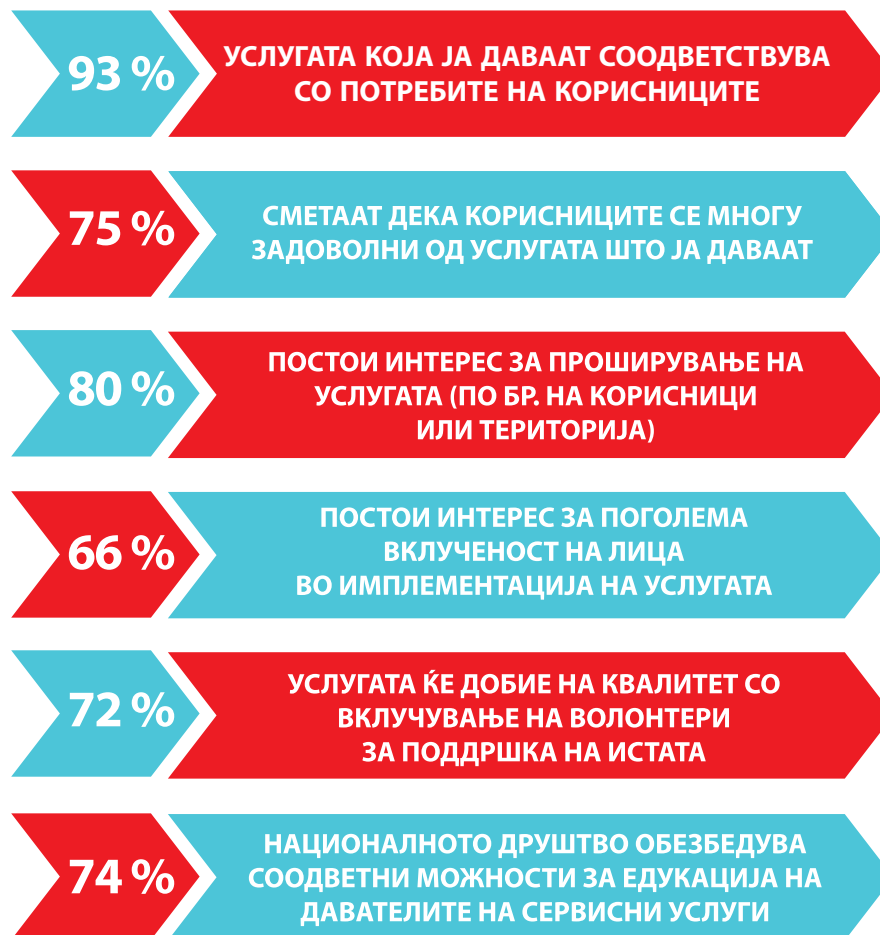 93 %
УСЛУГАТА КОЈА ЈА ДАВААТ СООДВЕТСТВУВА
СО ПОТРЕБИТЕ НА КОРИСНИЦИТЕ
75 %
СМЕТААТ ДЕКА КОРИСНИЦИТЕ СЕ МНОГУ
ЗАДОВОЛНИ ОД УСЛУГАТА ШТО ЈА ДАВААТ
80 %
ПОСТОИ ИНТЕРЕС ЗА ПРОШИРУВАЊЕ НА
УСЛУГАТА (ПО БР. НА КОРИСНИЦИ
ИЛИ ТЕРИТОРИЈА)
66 %
ПОСТОИ ИНТЕРЕС ЗА ПОГОЛЕМА
ВКЛУЧЕНОСТ НА ЛИЦА
ВО ИМПЛЕМЕНТАЦИЈА НА УСЛУГАТА
72 %
УСЛУГАТА ЌЕ ДОБИЕ НА КВАЛИТЕТ СО
ВКЛУЧУВАЊЕ НА ВОЛОНТЕРИ
ЗА ПОДДРШКА НА ИСТАТА
74 %
НАЦИОНАЛНОТО ДРУШТВО ОБЕЗБЕДУВА
СООДВЕТНИ МОЖНОСТИ ЗА ЕДУКАЦИЈА НА
ДАВАТЕЛИТЕ НА СЕРВИСНИ УСЛУГИ